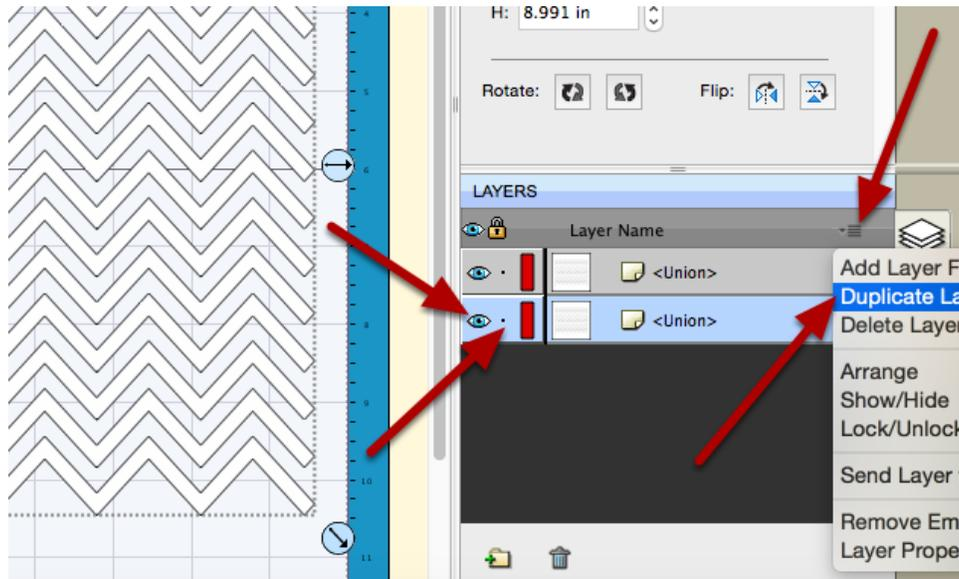 H: 8.991 in
4
5
Rotate:
Flip:
6
LAYERS
Layer Name
<Union>
<Union>
Add Layer F
Duplicate La
Delete Layer
8
Arrange
Show/Hide
9
Lock/Unlock
10
Send Layer
Remove Em
11
Layer Prope